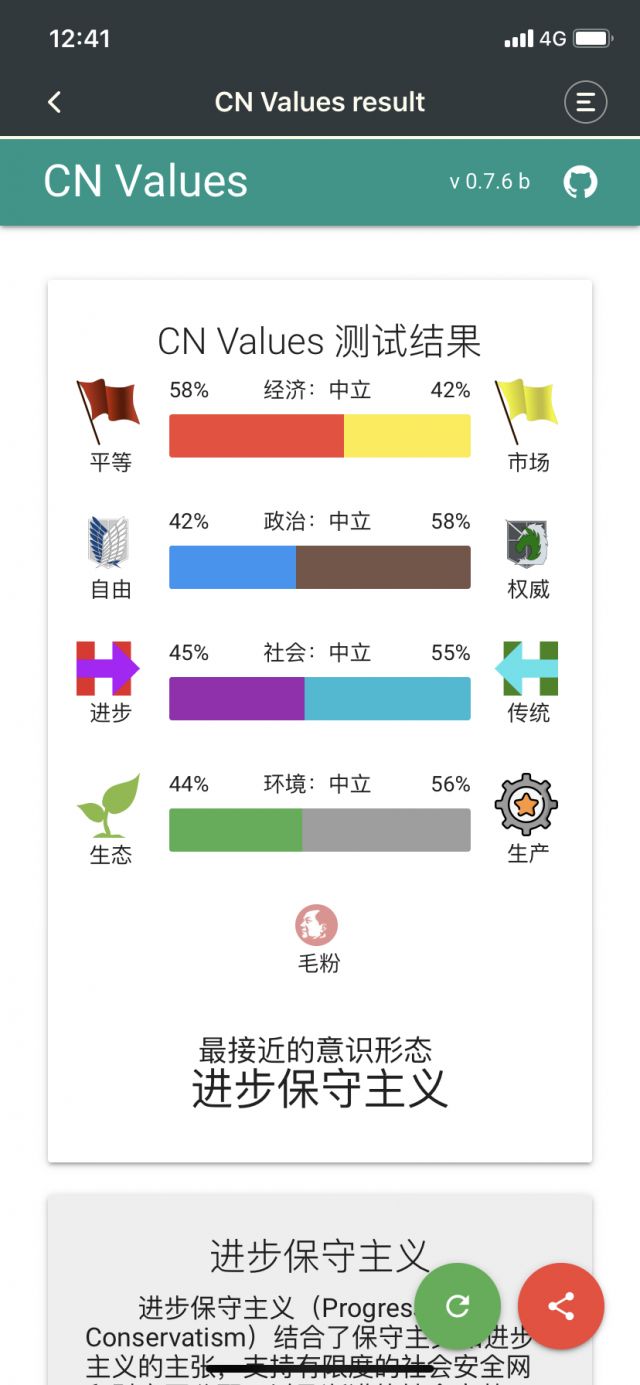 12:41 4G
CN Values result
CN Values v 0.7.6 b
CN Values 测试结果
58% 经济：中立 42%
平等 市场
42% 政治：中立 58%
自由 权威
45% 社会：中立 55%
进步 传统
44% 环境：中立 56%
生态 生产
毛粉
最接近的意识形态
进步保守主义
进步保守主义
进步保守主义（Progress
Conservatism）结合了保守主 进步
主义的主张，支持有限度的社会安全网